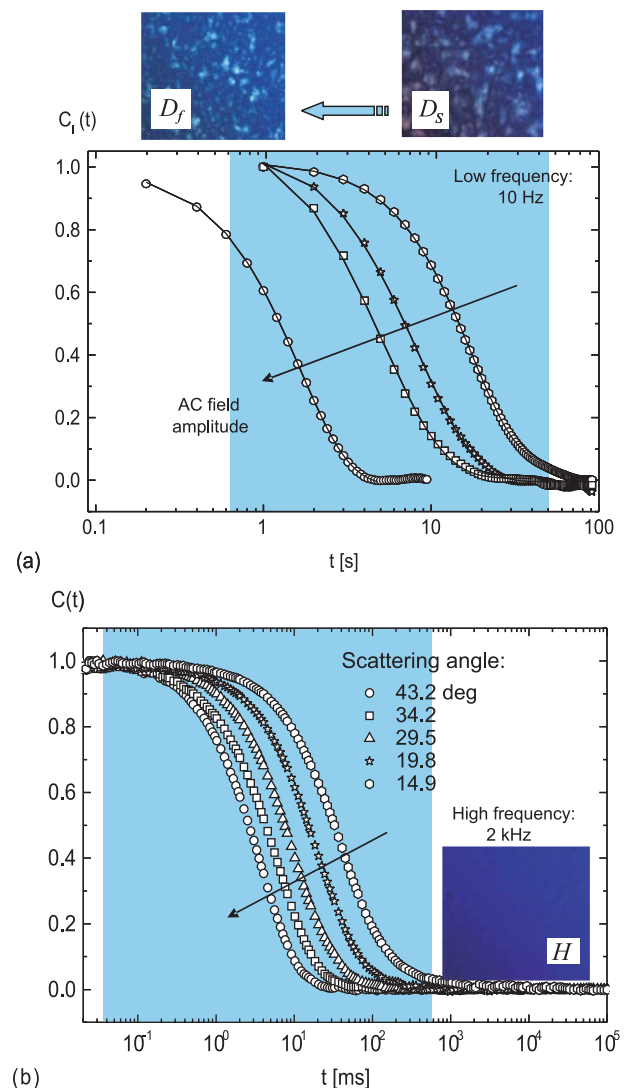 D_f
D_s
C_I (t)
1.0
0.8
0.6
0.4
0.2
0.0
Low frequency:
10 Hz
AC field
amplitude
0.1
1
10
100
t [s]
(a)
C(t)
1.0
0.8
0.6
0.4
0.2
0.0
Scattering angle:
43.2 deg
34.2
29.5
19.8
14.9
High frequency:
2 kHz
H
10^-1
10^0
10^1
10^2
10^3
10^4
10^5
t [ms]
(b)